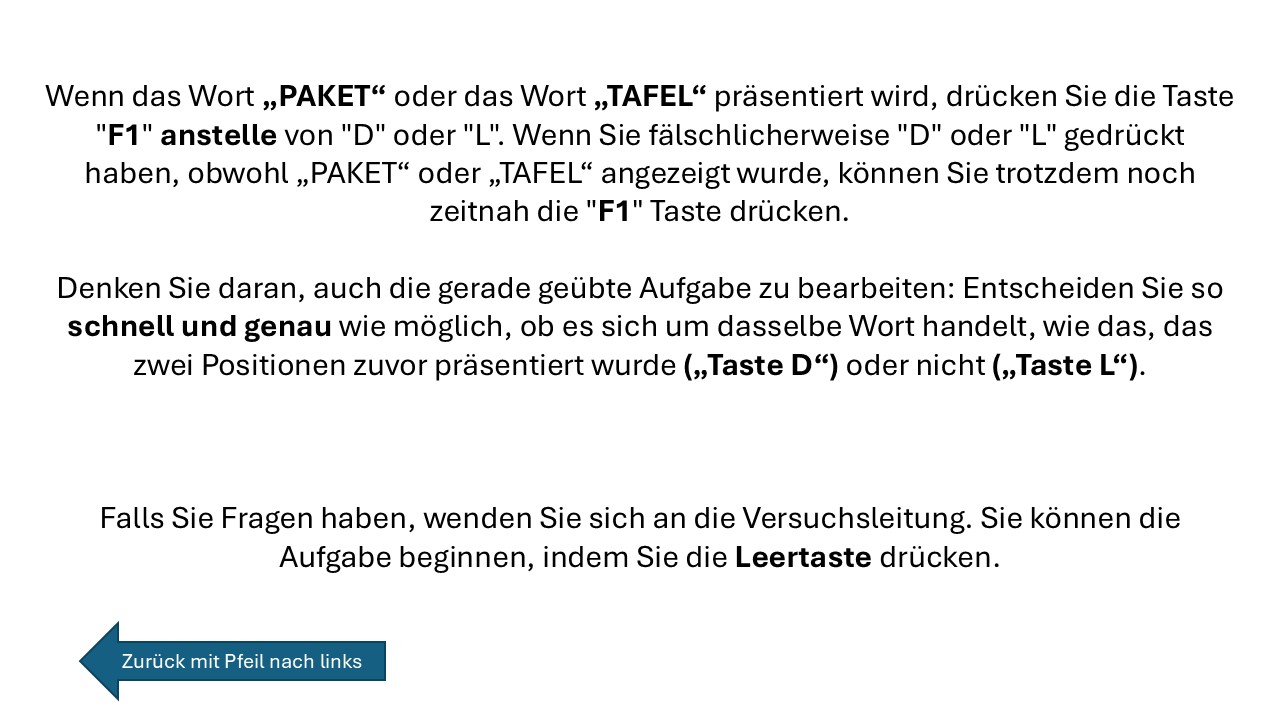 Wenn das Wort „PAKET“ oder das Wort „TAFEL“ präsentiert wird, drücken Sie die Taste
"F1" anstelle von "D" oder "L". Wenn Sie fälschlicherweise "D" oder "L" gedrückt
haben, obwohl „PAKET“ oder „TAFEL“ angezeigt wurde, können Sie trotzdem noch
zeitnah die "F1" Taste drücken.
Denken Sie daran, auch die gerade geübte Aufgabe zu bearbeiten: Entscheiden Sie so
schnell und genau wie möglich, ob es sich um dasselbe Wort handelt, wie das, das
zwei Positionen zuvor präsentiert wurde („Taste D“) oder nicht („Taste L“).
Falls Sie Fragen haben, wenden Sie sich an die Versuchsleitung. Sie können die
Aufgabe beginnen, indem Sie die Leertaste drücken.
Zurück mit Pfeil nach links